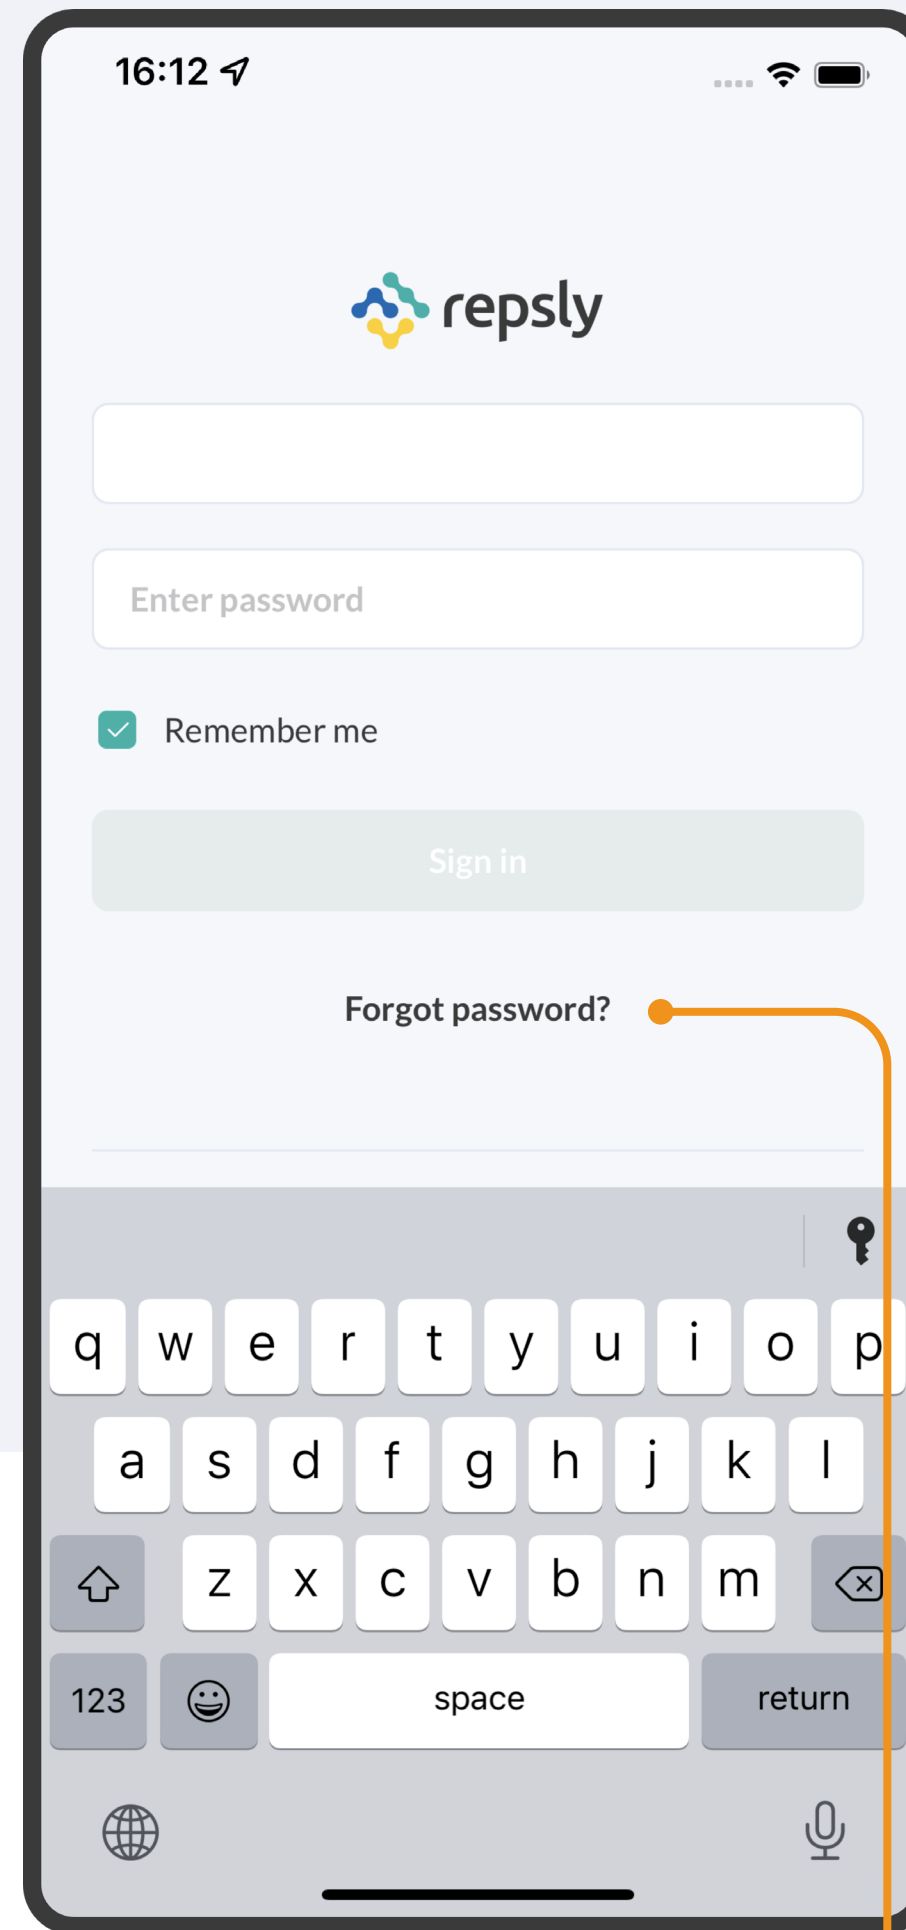 16:12
repsly
Enter password
Remember me
Sign in
Forgot password?
q w e r t y u i o p
a s d f g h j k l
z x c v b n m
123 space return